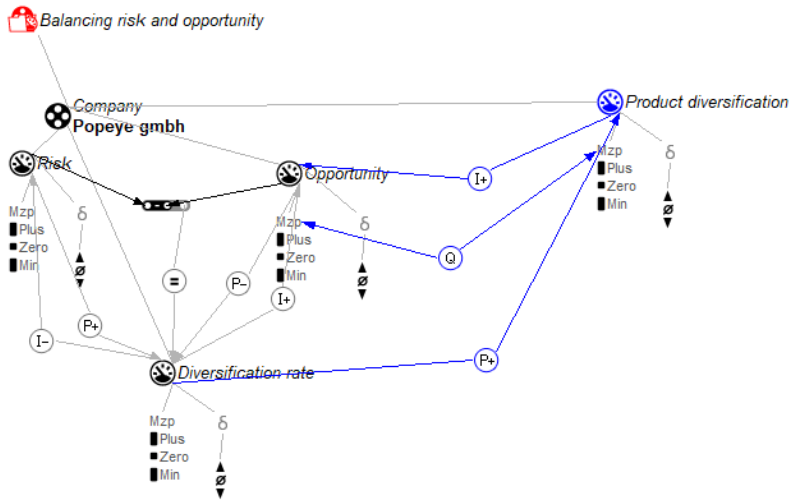 Balancing risk and opportunity
Company
Popeye gmbh
Product diversification
Risk
Opportunity
I+
Mzp
δ
Plus
Zero
Min
Mzp
δ
Plus
Zero
Min
Mzp
δ
Plus
Zero
Min
Q
=
P-
I+
I-
P+
P+
Diversification rate
Mzp
δ
Plus
Zero
Min